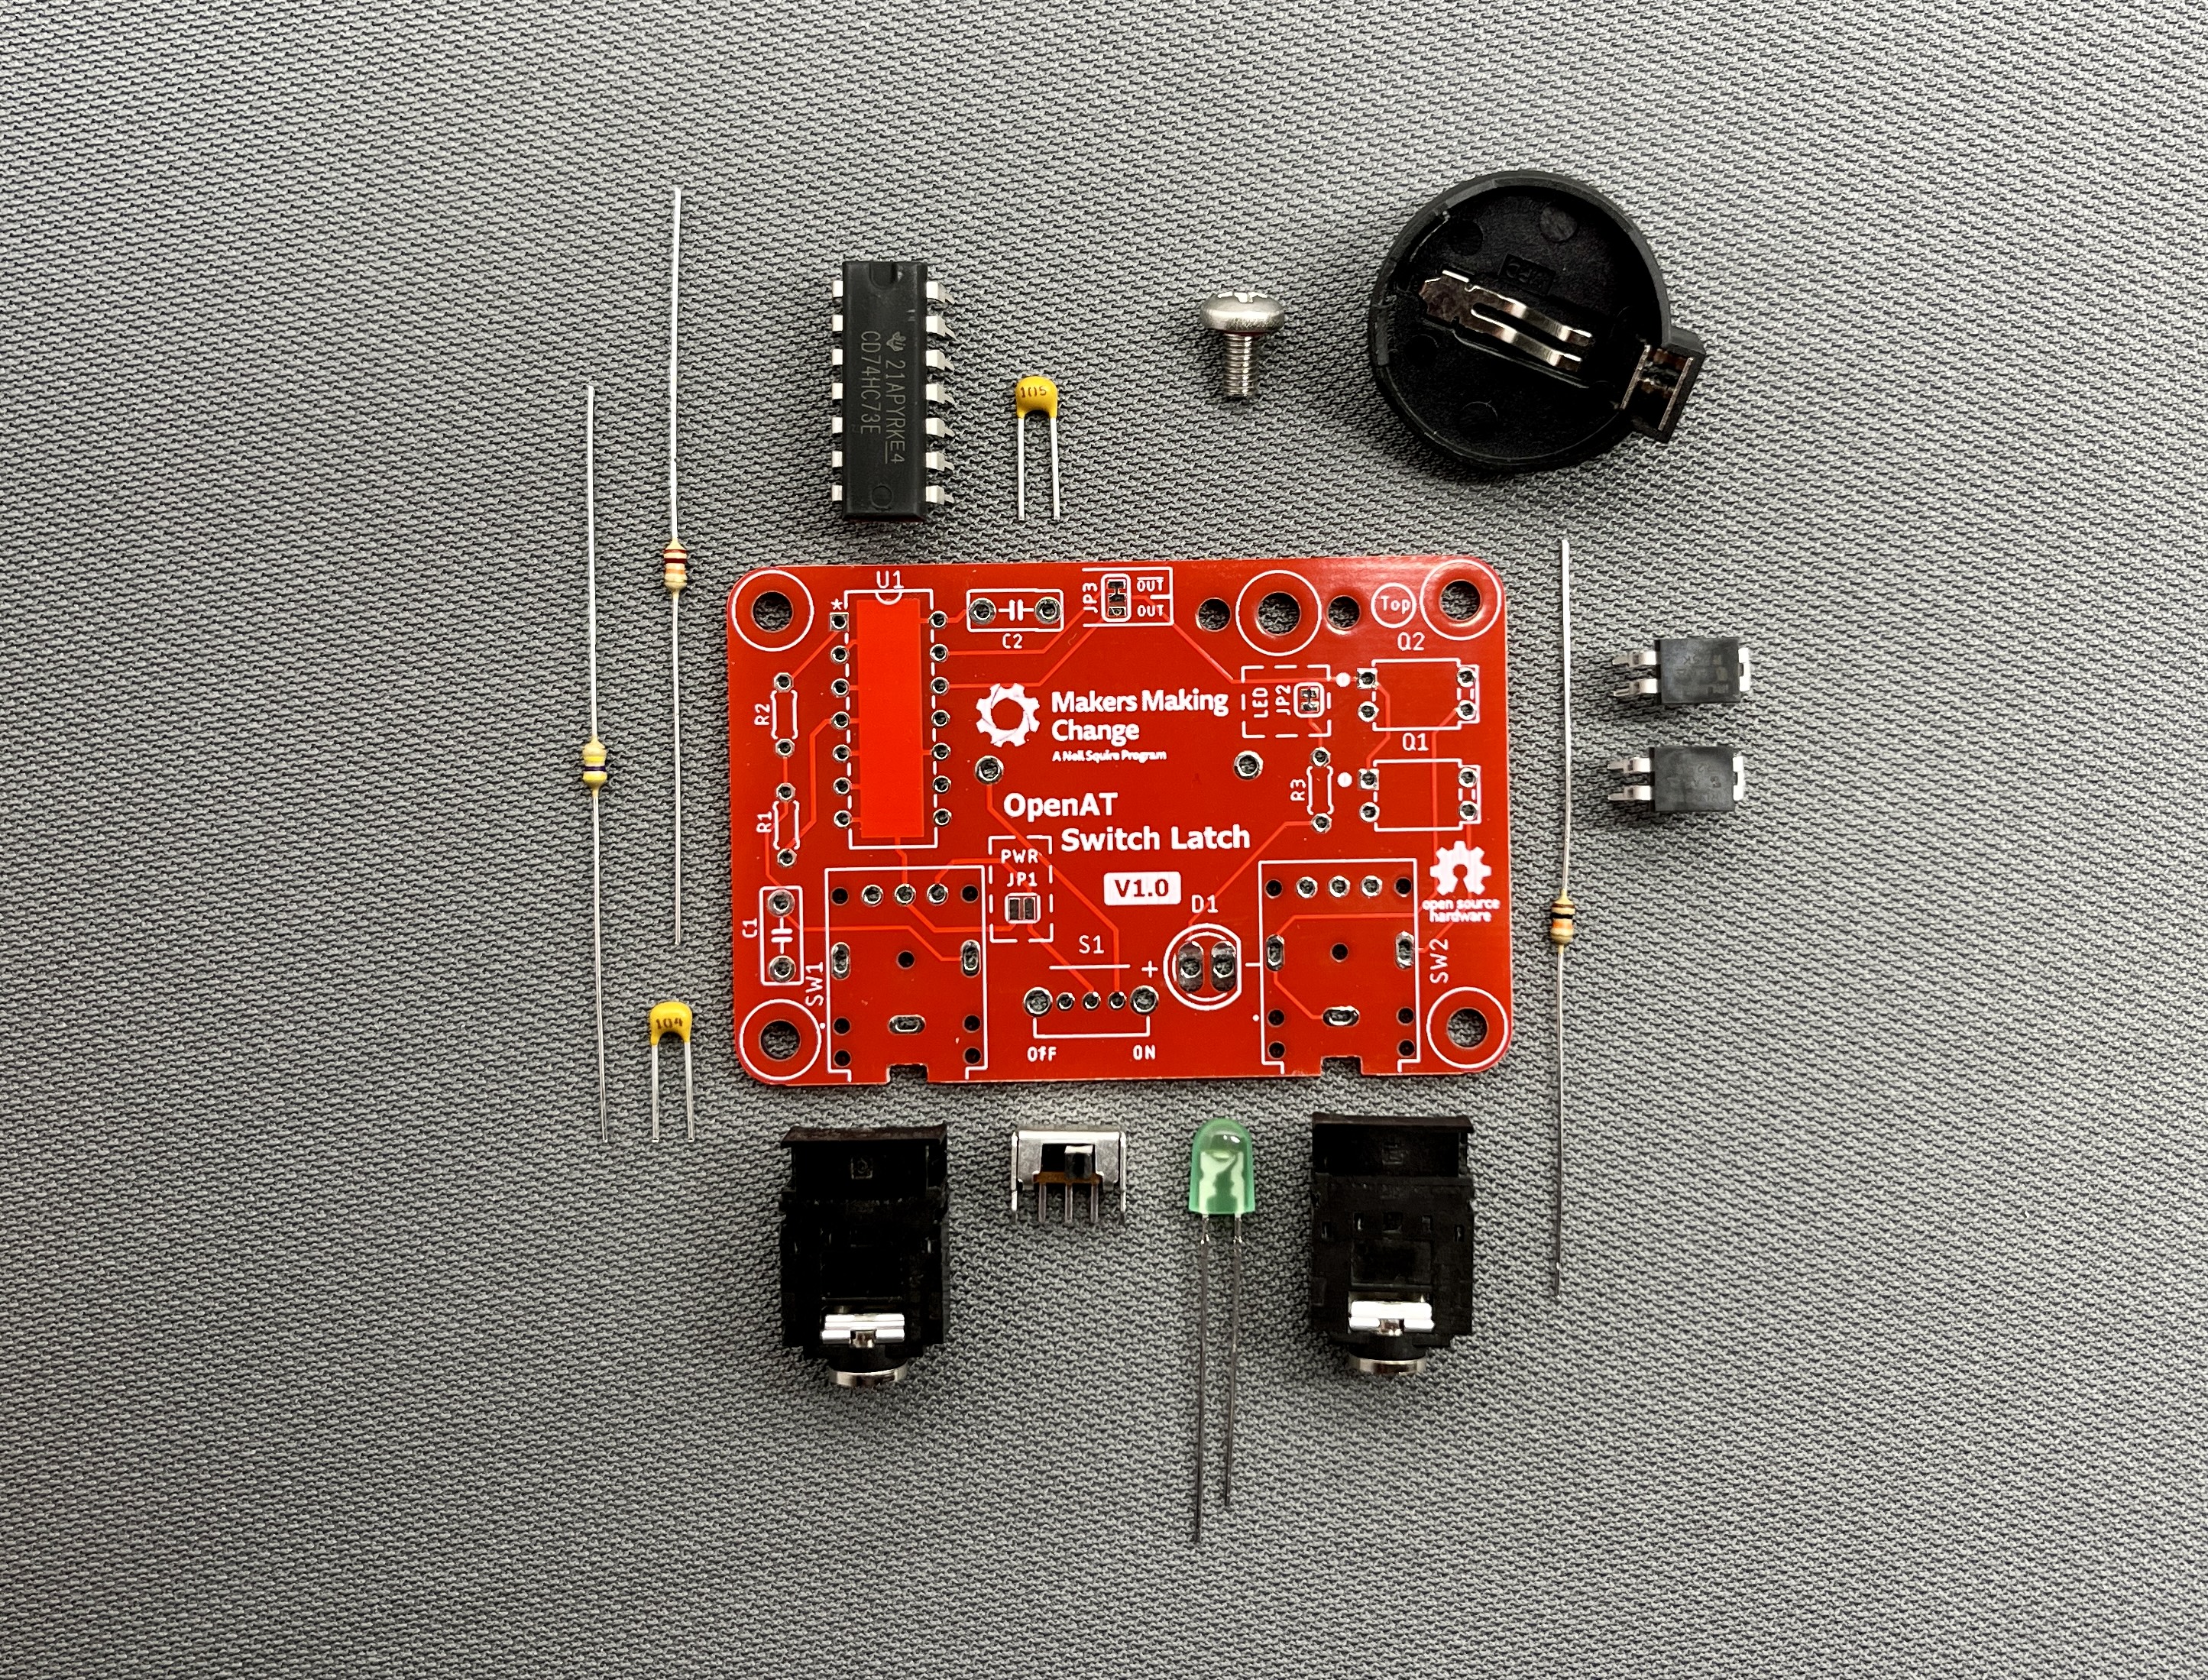 21APYRKE4
CD74HC73E
105
U1
*
C2
JP3
OUT
OUT
Top
Q2
R2
LED
JP2
Makers Making
Change
A Neil Squire Program
Q1
R3
R1
OpenAT
Switch Latch
PWR
JP1
V1.0
D1
open source
hardware
C1
SW1
S1
+
-
SW2
OFF
ON
104